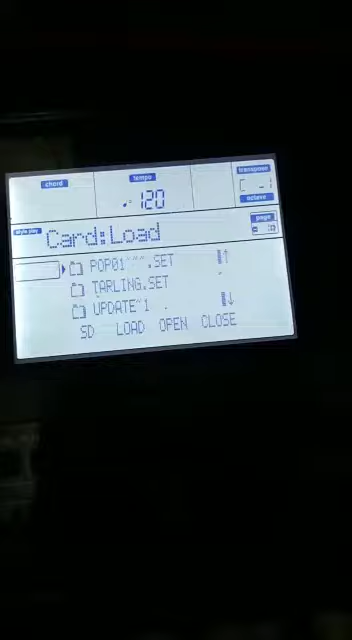 chord
tempo
transpose
♩= 120
C -1
octave
style play
Card:Load
page
POP01~~~.SET
TARLING.SET
UPDATE~1
SD LOAD OPEN CLOSE